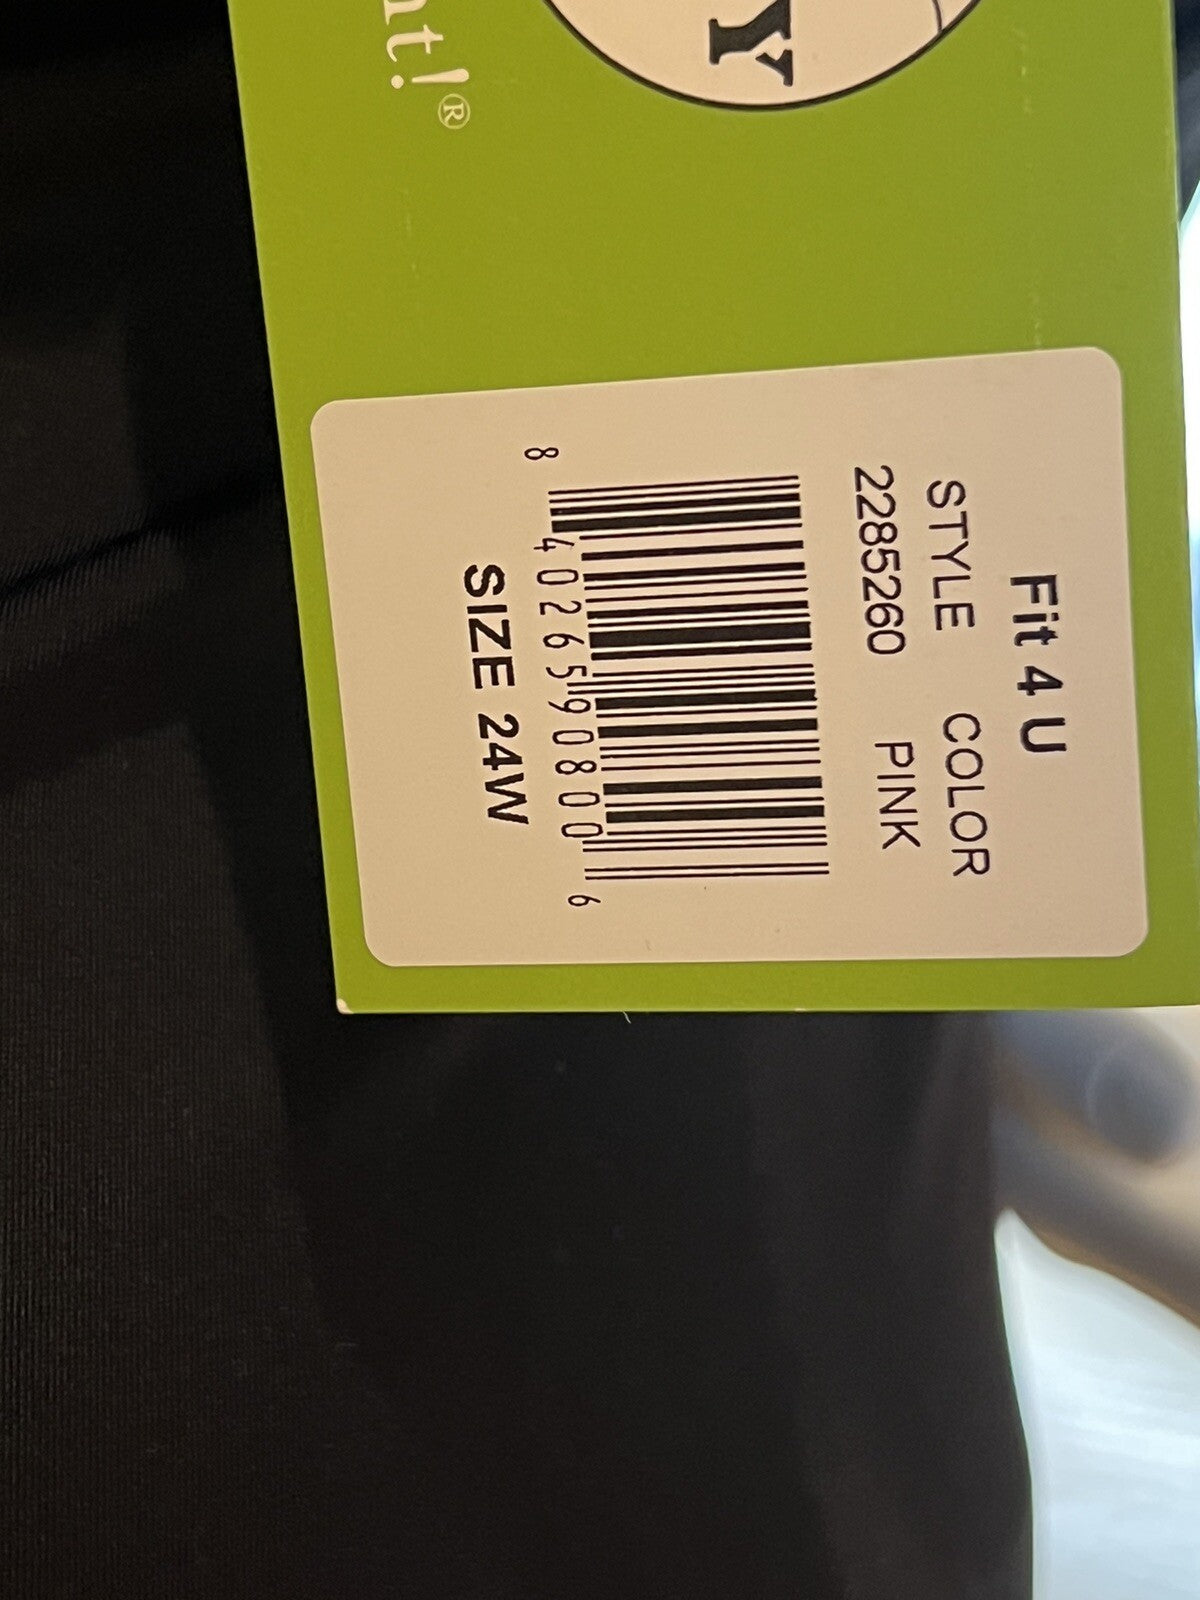 Y
nt!®
Fit 4 U
STYLE COLOR
2285260 PINK
8 40265 90800 6
SIZE 24W